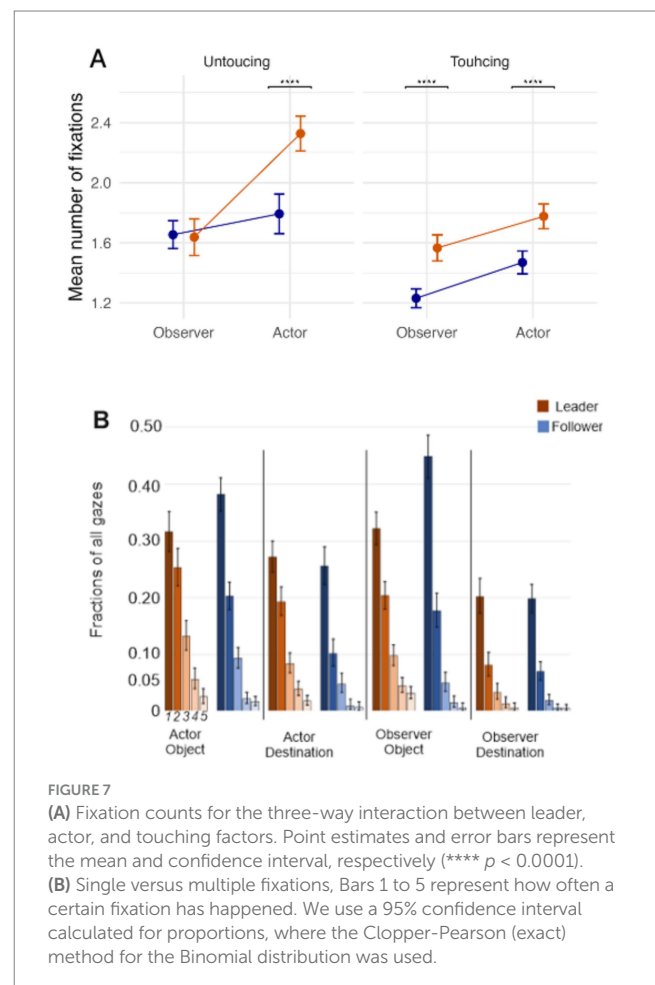 A
Untoucing
Touhcing
****
****
****
Mean number of fixations
2.4
2.0
1.6
1.2
Observer
Actor
Observer
Actor
B
Leader
Follower
Fractions of all gazes
0.50
0.40
0.30
0.20
0.10
0.05
0
1 2 3 4 5
Actor
Object
Actor
Destination
Observer
Object
Observer
Destination
FIGURE 7
(A) Fixation counts for the three-way interaction between leader,
actor, and touching factors. Point estimates and error bars represent
the mean and confidence interval, respectively (**** p < 0.0001).
(B) Single versus multiple fixations, Bars 1 to 5 represent how often a
certain fixation has happened. We use a 95% confidence interval
calculated for proportions, where the Clopper-Pearson (exact)
method for the Binomial distribution was used.